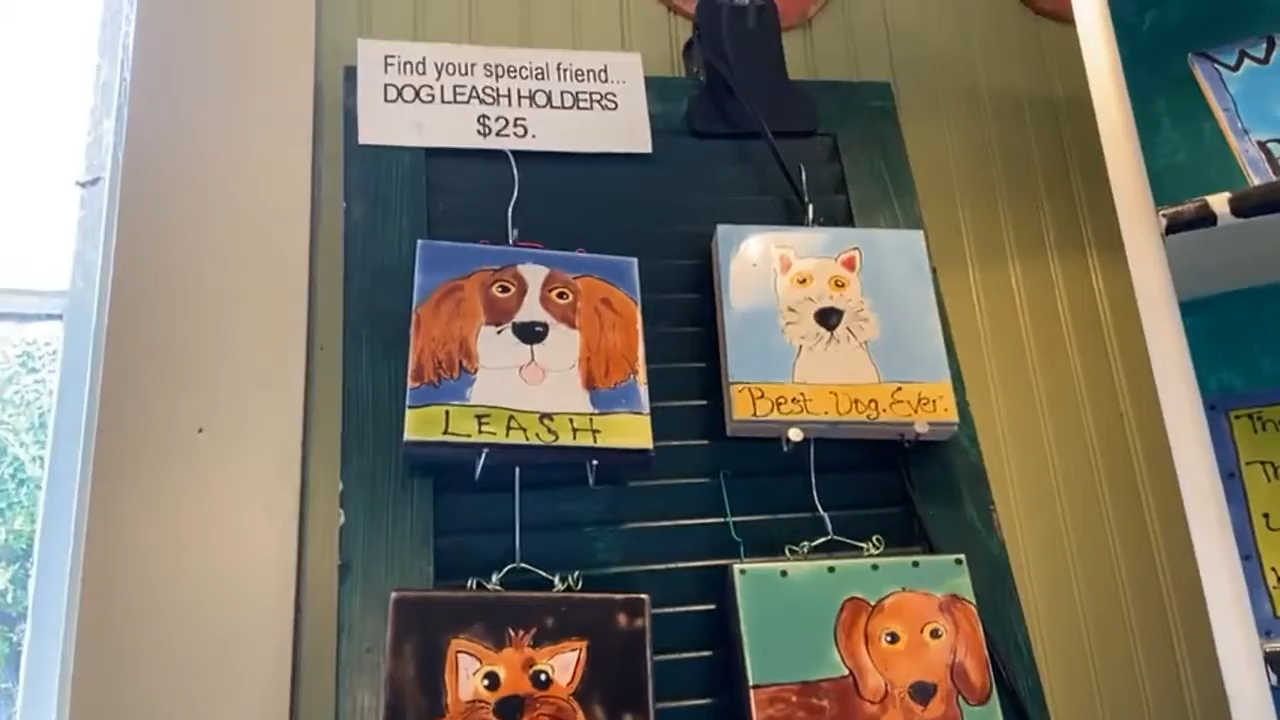 Find your special friend...
DOG LEASH HOLDERS
$25.
LEASH
Best.Dog.Ever.